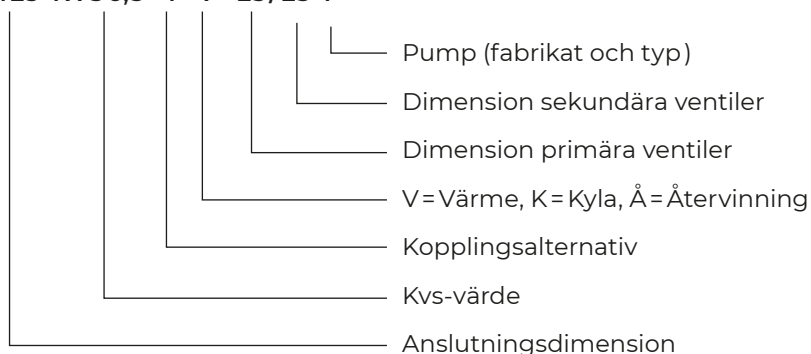 Pump (fabrikat och typ)
Dimension sekundära ventiler
Dimension primära ventiler
V=Värme, K=Kyla, Å=Återvinning
Kopplingsalternativ
Kvs-värde
Anslutningsdimension